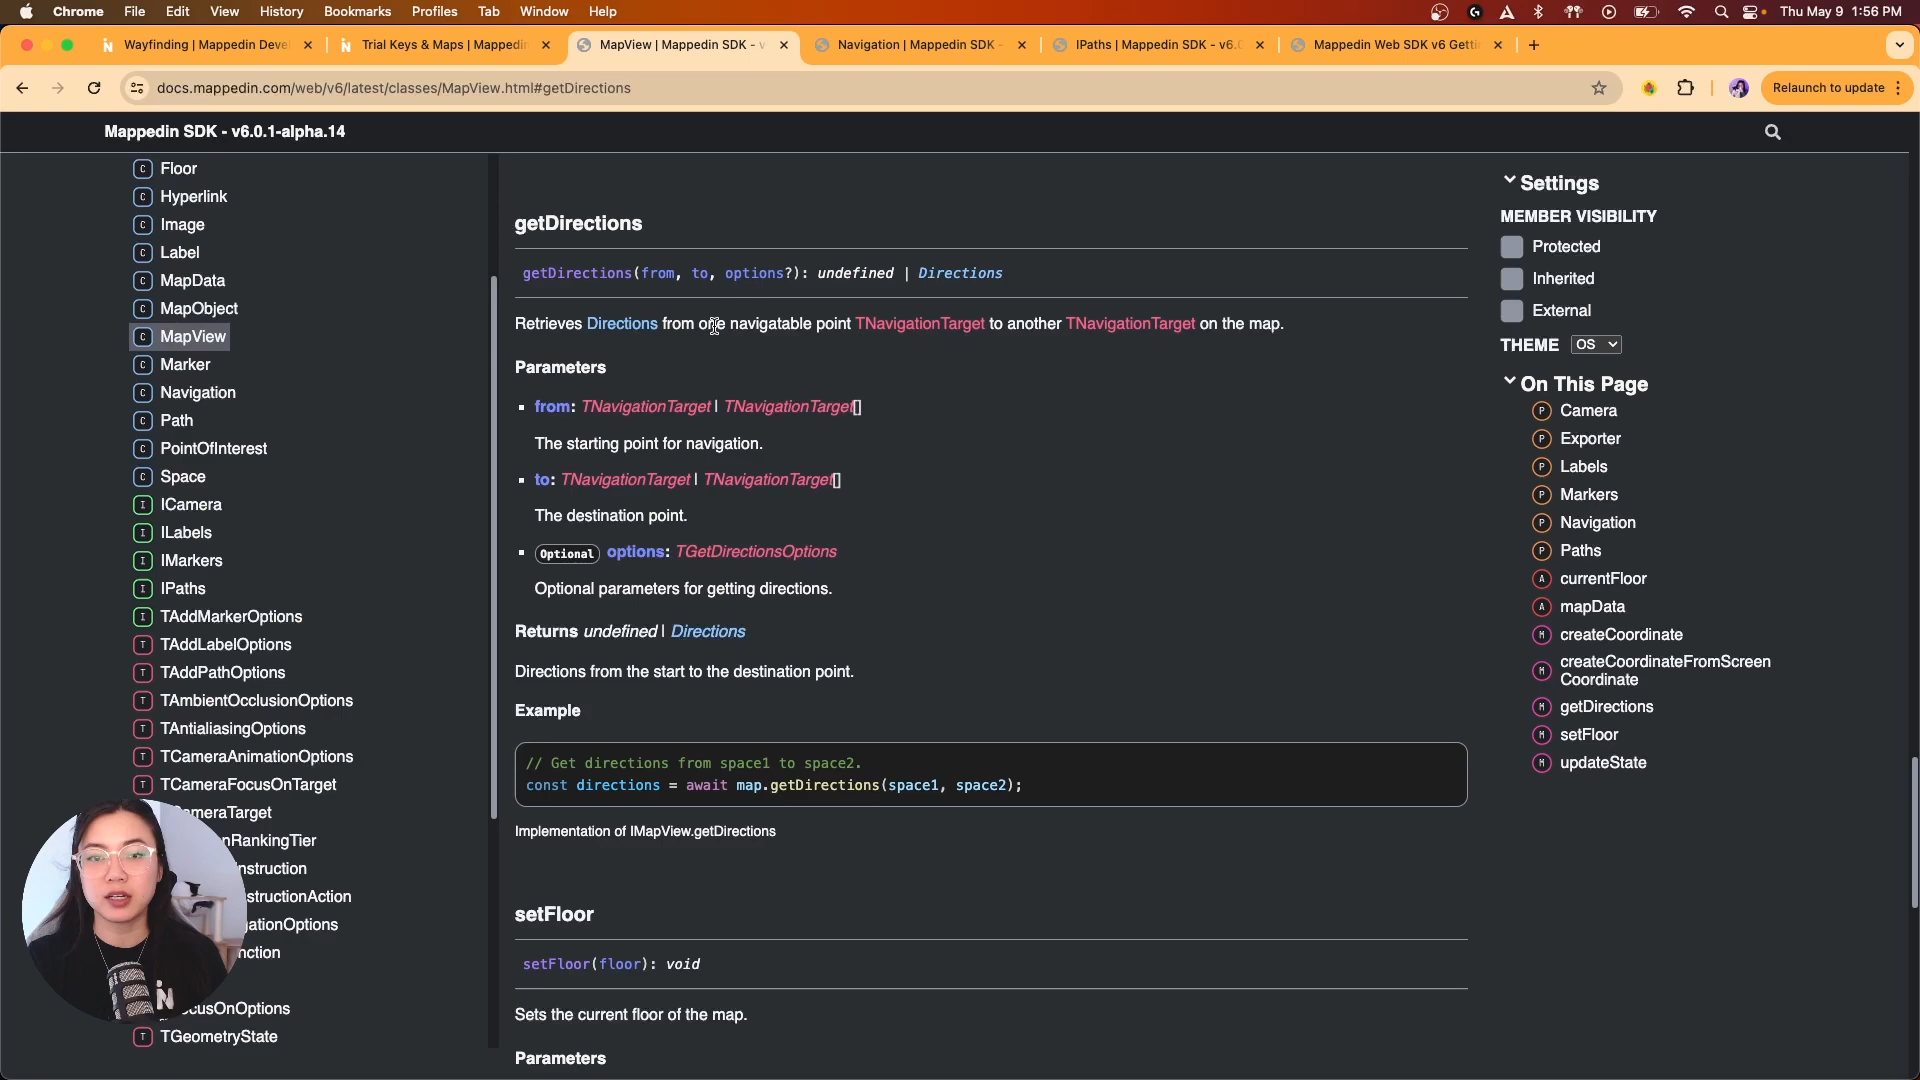 Chrome File Edit View History Bookmarks Profiles Tab Window Help Thu May 9 1:56 PM
Wayfinding | Mappedin Deve Trial Keys & Maps | Mappedin MapView | Mappedin SDK - v Navigation | Mappedin SDK - IPaths | Mappedin SDK - v6.0 Mappedin Web SDK v6 Getti
docs.mappedin.com/web/v6/latest/classes/MapView.html#getDirections Relaunch to update
Mappedin SDK - v6.0.1-alpha.14
Floor
Hyperlink
Image
Label
MapData
MapObject
MapView
Marker
Navigation
Path
PointOfInterest
Space
ICamera
ILabels
IMarkers
IPaths
TAddMarkerOptions
TAddLabelOptions
TAddPathOptions
TAmbientOcclusionOptions
TAntialiasingOptions
TCameraAnimationOptions
TCameraFocusOnTarget
meraTarget
nRankingTier
nstruction
structionAction
gationOptions
nction
cusOnOptions
TGeometryState
getDirections
getDirections(from, to, options?): undefined | Directions
Retrieves Directions from one navigatable point TNavigationTarget to another TNavigationTarget on the map.
Parameters
from: TNavigationTarget | TNavigationTarget[]
The starting point for navigation.
to: TNavigationTarget | TNavigationTarget[]
The destination point.
Optional options: TGetDirectionsOptions
Optional parameters for getting directions.
Returns undefined | Directions
Directions from the start to the destination point.
Example
// Get directions from space1 to space2.
const directions = await map.getDirections(space1, space2);
Implementation of IMapView.getDirections
setFloor
setFloor(floor): void
Sets the current floor of the map.
Parameters
Settings
MEMBER VISIBILITY
Protected
Inherited
External
THEME OS
On This Page
Camera
Exporter
Labels
Markers
Navigation
Paths
currentFloor
mapData
createCoordinate
createCoordinateFromScreen
Coordinate
getDirections
setFloor
updateState